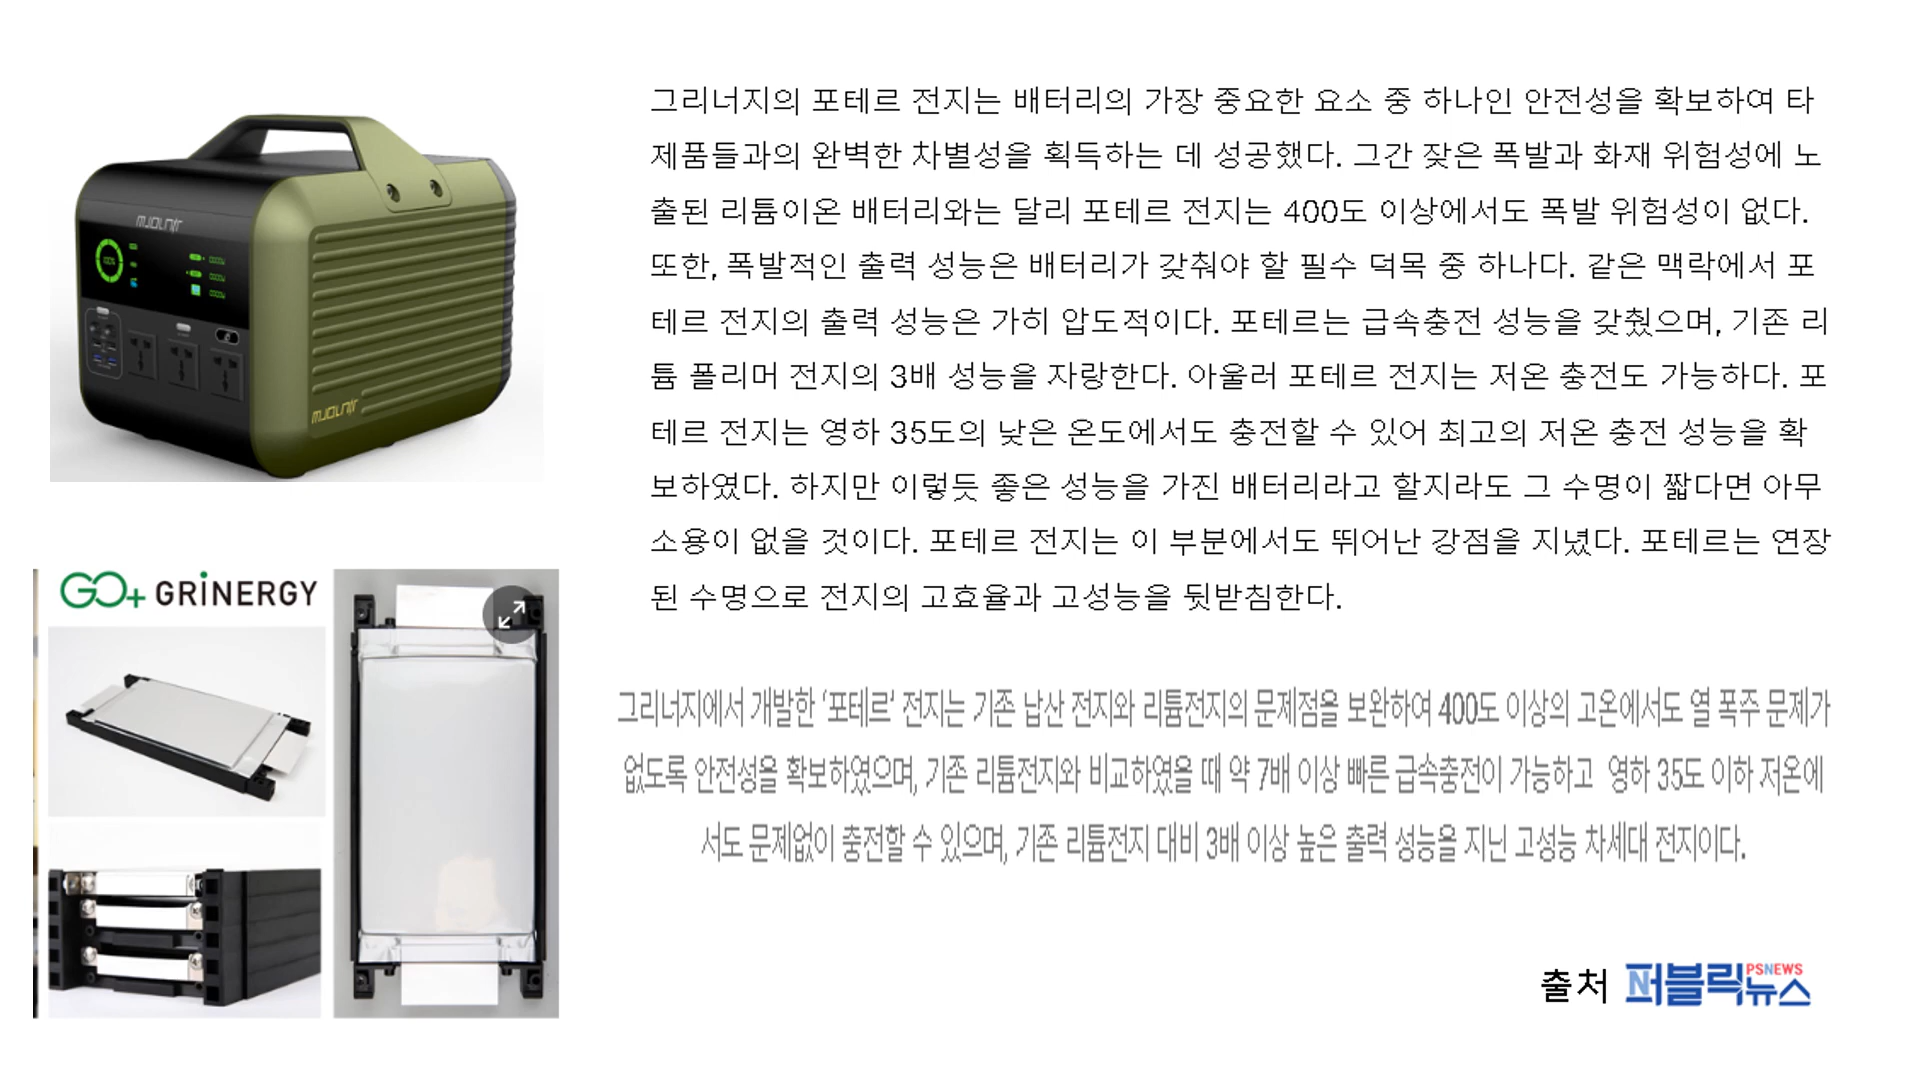 그리너지의 포테르 전지는 배터리의 가장 중요한 요소 중 하나인 안전성을 확보하여 타
제품들과의 완벽한 차별성을 획득하는 데 성공했다. 그간 잦은 폭발과 화재 위험성에 노
출된 리튬이온 배터리와는 달리 포테르 전지는 400도 이상에서도 폭발 위험성이 없다.
또한, 폭발적인 출력 성능은 배터리가 갖춰야 할 필수 덕목 중 하나다. 같은 맥락에서 포
테르 전지의 출력 성능은 가히 압도적이다. 포테르는 급속충전 성능을 갖췄으며, 기존 리
튬 폴리머 전지의 3배 성능을 자랑한다. 아울러 포테르 전지는 저온 충전도 가능하다. 포
테르 전지는 영하 35도의 낮은 온도에서도 충전할 수 있어 최고의 저온 충전 성능을 확
보하였다. 하지만 이렇듯 좋은 성능을 가진 배터리라고 할지라도 그 수명이 짧다면 아무
소용이 없을 것이다. 포테르 전지는 이 부분에서도 뛰어난 강점을 지녔다. 포테르는 연장
된 수명으로 전지의 고효율과 고성능을 뒷받침한다.
그리너지에서 개발한 '포테르' 전지는 기존 납산 전지와 리튬전지의 문제점을 보완하여 400도 이상의 고온에서도 열 폭주 문제가
없도록 안전성을 확보하였으며, 기존 리튬전지와 비교하였을 때 약 7배 이상 빠른 급속충전이 가능하고 영하 35도 이하 저온에
서도 문제없이 충전할 수 있으며, 기존 리튬전지 대비 3배 이상 높은 출력 성능을 지닌 고성능 차세대 전지이다.
MJOLNIR
100%
MJOLNIR
GO+ GRINERGY
출처 퍼블릭뉴스 PSNEWS